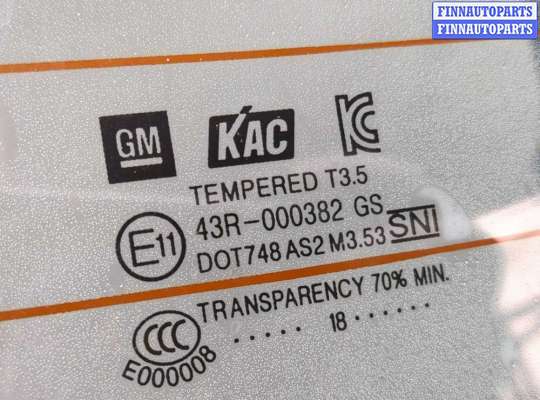 FINNAUTOPARTS
FINNAUTOPARTS
GM KAC KC
TEMPERED T3.5
E11 43R-000382 GS
DOT748 AS2 M3.53 SNI
TRANSPARENCY 70% MIN.
CCC ..... 18 ......
E000008